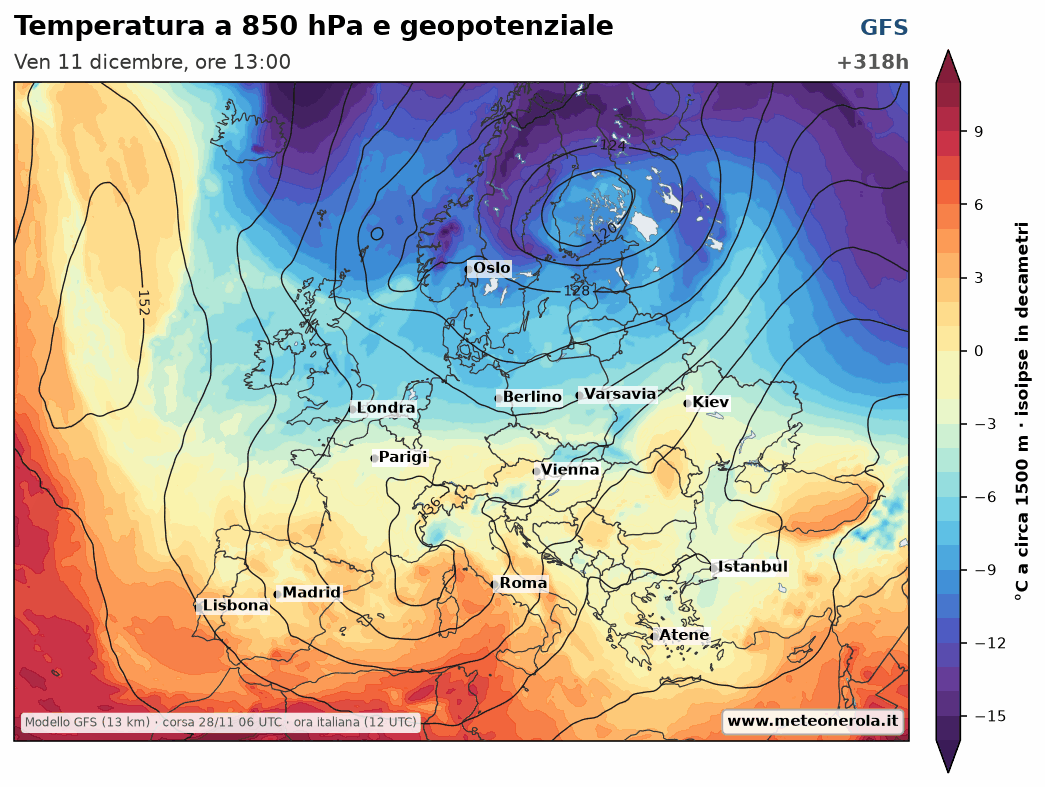 Temperatura a 850 hPa e geopotenziale
GFS
Ven 11 dicembre, ore 13:00
+318h
124
120
152
Oslo
128
Londra
Berlino
Varsavia
Kiev
Parigi
Vienna
136
Istanbul
Lisbona
Madrid
Roma
Atene
Modello GFS (13 km) · corsa 28/11 06 UTC · ora italiana (12 UTC)
www.meteonerola.it
9
6
3
0
−3
−6
−9
−12
−15
°C a circa 1500 m · isoipse in decametri